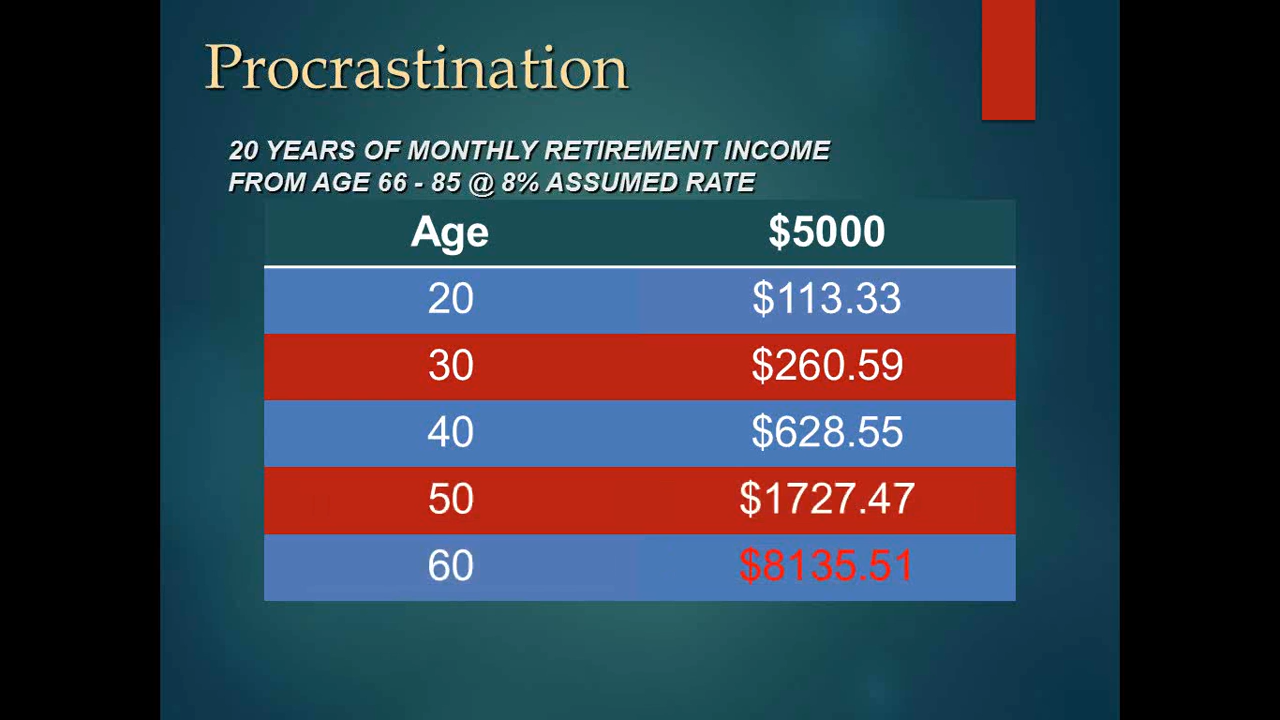 Procrastination
20 YEARS OF MONTHLY RETIREMENT INCOME
FROM AGE 66 - 85 @ 8% ASSUMED RATE
Age $5000
20 $113.33
30 $260.59
40 $628.55
50 $1727.47
60 $8135.51